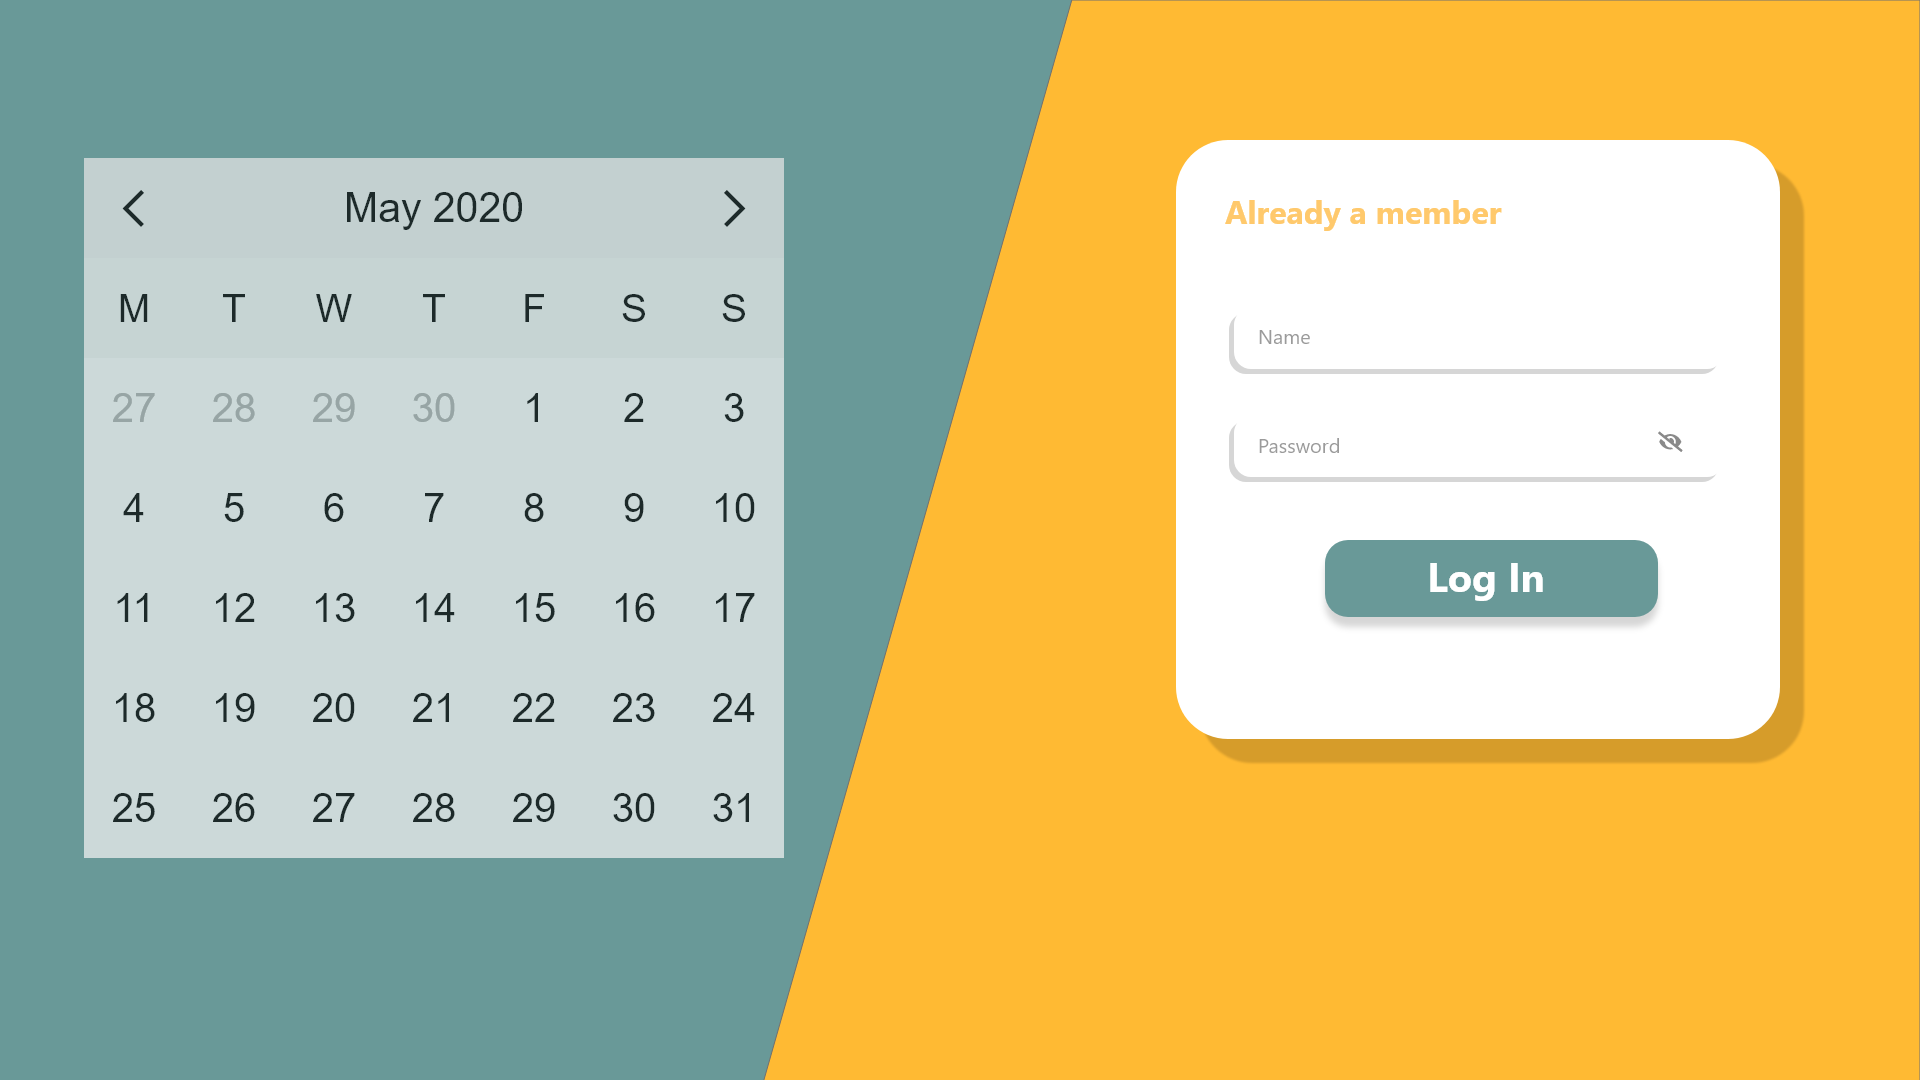 May 2020
M T W T F S S
27 28 29 30 1 2 3
4 5 6 7 8 9 10
11 12 13 14 15 16 17
18 19 20 21 22 23 24
25 26 27 28 29 30 31
Already a member
Name
Password
Log In